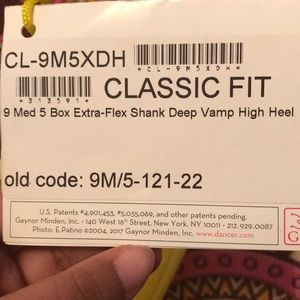 CL-9M5XDH
*CL-9M5XDH*
CLASSIC FIT
*313591*
9 Med 5 Box Extra-Flex Shank Deep Vamp High Heel
old code: 9M/5-121-22
U.S. Patents #4,901,453, #5,035,069, and other patents pending.
Gaynor Minden, Inc. - 140 West 16th Street, New York, NY. 10011 - 212.929.0087
Photo: E.Patino ©2004, 2017 Gaynor Minden, Inc. www.dancer.com